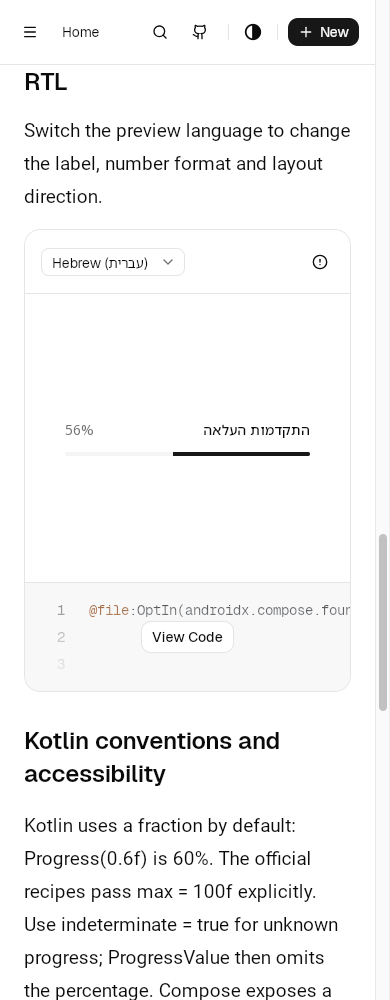 Home
New
RTL
Switch the preview language to change
the label, number format and layout
direction.
Hebrew (עברית)
התקדמות העלאה
56%
1 @file:OptIn(androidx.compose.four
2
View Code
3
Kotlin conventions and
accessibility
Kotlin uses a fraction by default:
Progress(0.6f) is 60%. The official
recipes pass max = 100f explicitly.
Use indeterminate = true for unknown
progress; ProgressValue then omits
the percentage. Compose exposes a